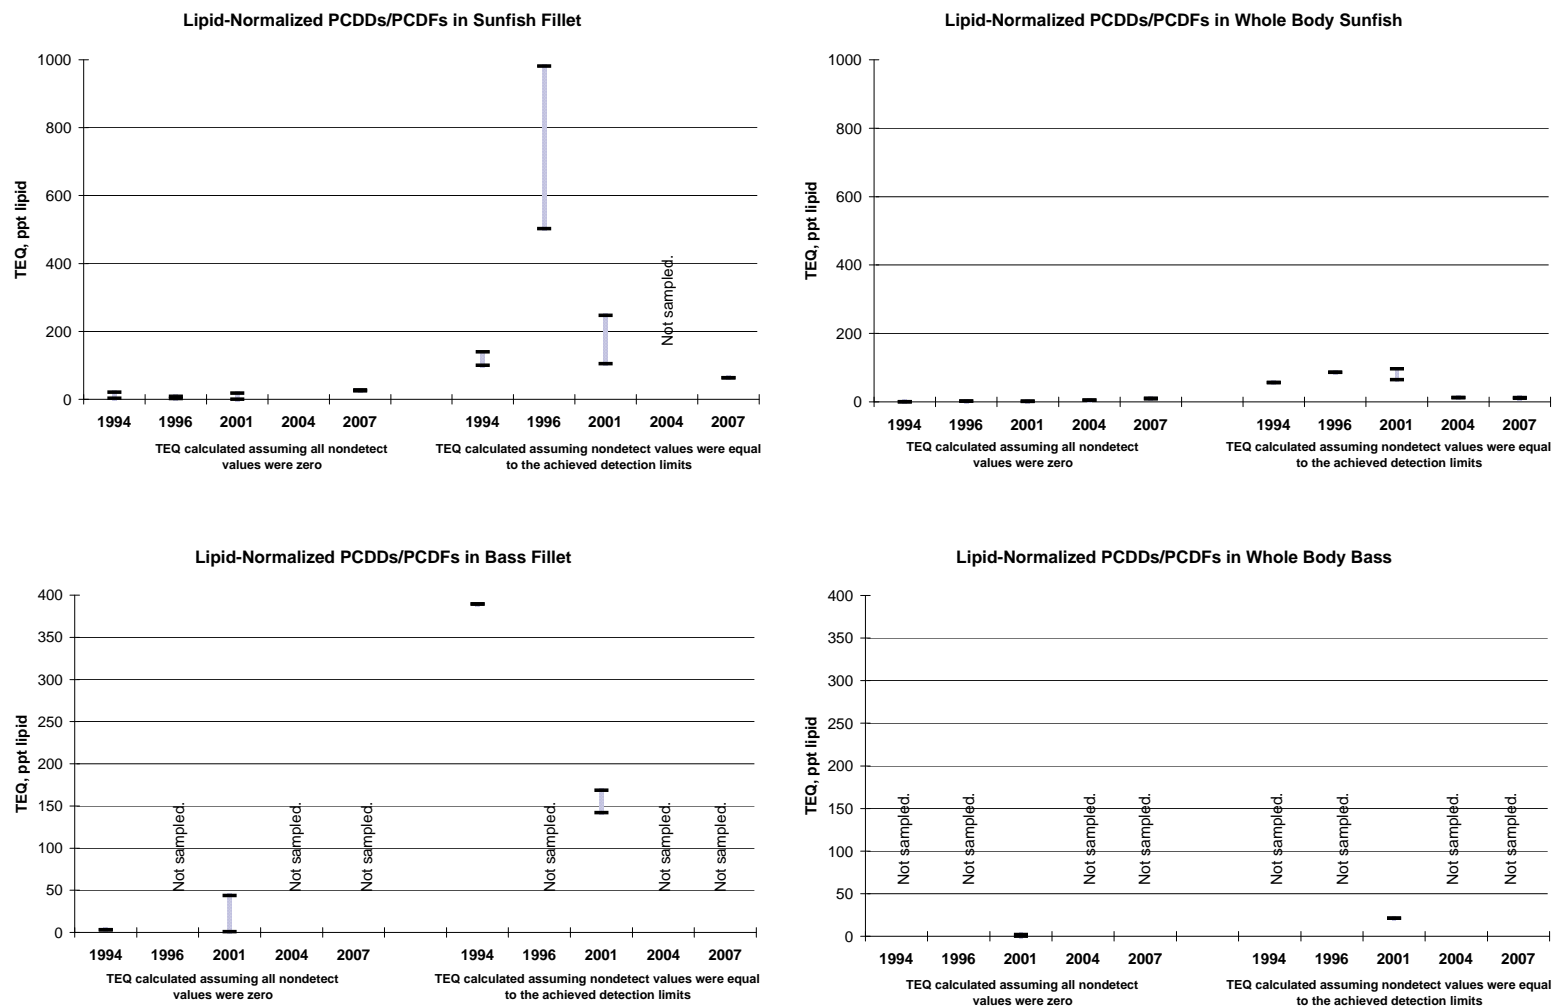 Lipid-Normalized PCDDs/PCDFs in Sunfish Fillet
1000
800
600
400
200
0
TEQ, ppt lipid
Not sampled.
1994 1996 2001 2004 2007 1994 1996 2001 2004 2007
TEQ calculated assuming all nondetect
values were zero
TEQ calculated assuming nondetect values were equal
to the achieved detection limits
Lipid-Normalized PCDDs/PCDFs in Whole Body Sunfish
1000
800
600
400
200
0
TEQ, ppt lipid
1994 1996 2001 2004 2007 1994 1996 2001 2004 2007
TEQ calculated assuming all nondetect
values were zero
TEQ calculated assuming nondetect values were equal
to the achieved detection limits
Lipid-Normalized PCDDs/PCDFs in Bass Fillet
400
350
300
250
200
150
100
50
0
TEQ, ppt lipid
Not sampled.
Not sampled.
Not sampled.
Not sampled.
Not sampled.
Not sampled.
1994 1996 2001 2004 2007 1994 1996 2001 2004 2007
TEQ calculated assuming all nondetect
values were zero
TEQ calculated assuming nondetect values were equal
to the achieved detection limits
Lipid-Normalized PCDDs/PCDFs in Whole Body Bass
400
350
300
250
200
150
100
50
0
TEQ, ppt lipid
Not sampled.
Not sampled.
Not sampled.
Not sampled.
Not sampled.
Not sampled.
Not sampled.
Not sampled.
1994 1996 2001 2004 2007 1994 1996 2001 2004 2007
TEQ calculated assuming all nondetect
values were zero
TEQ calculated assuming nondetect values were equal
to the achieved detection limits